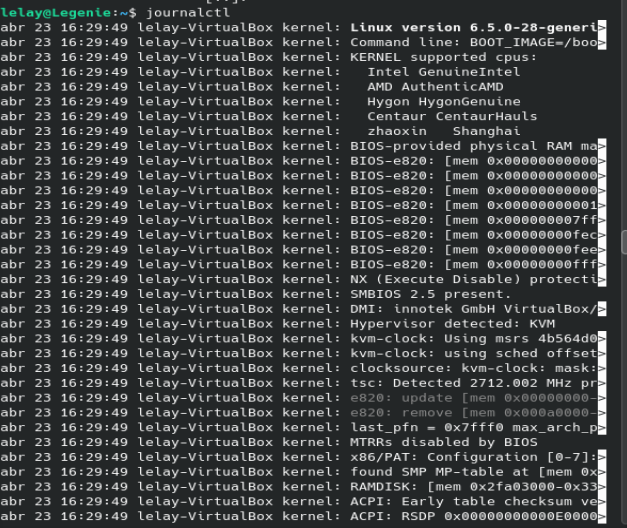 lelay@Legenie:~$ journalctl
abr 23 16:29:49 lelay-VirtualBox kernel: Linux version 6.5.0-28-generi>
abr 23 16:29:49 lelay-VirtualBox kernel: Command line: BOOT_IMAGE=/boo>
abr 23 16:29:49 lelay-VirtualBox kernel: KERNEL supported cpus:
abr 23 16:29:49 lelay-VirtualBox kernel:   Intel GenuineIntel
abr 23 16:29:49 lelay-VirtualBox kernel:   AMD AuthenticAMD
abr 23 16:29:49 lelay-VirtualBox kernel:   Hygon HygonGenuine
abr 23 16:29:49 lelay-VirtualBox kernel:   Centaur CentaurHauls
abr 23 16:29:49 lelay-VirtualBox kernel:   zhaoxin   Shanghai
abr 23 16:29:49 lelay-VirtualBox kernel: BIOS-provided physical RAM ma>
abr 23 16:29:49 lelay-VirtualBox kernel: BIOS-e820: [mem 0x00000000000>
abr 23 16:29:49 lelay-VirtualBox kernel: BIOS-e820: [mem 0x00000000000>
abr 23 16:29:49 lelay-VirtualBox kernel: BIOS-e820: [mem 0x00000000000>
abr 23 16:29:49 lelay-VirtualBox kernel: BIOS-e820: [mem 0x00000000001>
abr 23 16:29:49 lelay-VirtualBox kernel: BIOS-e820: [mem 0x000000007ff>
abr 23 16:29:49 lelay-VirtualBox kernel: BIOS-e820: [mem 0x00000000fec>
abr 23 16:29:49 lelay-VirtualBox kernel: BIOS-e820: [mem 0x00000000fee>
abr 23 16:29:49 lelay-VirtualBox kernel: BIOS-e820: [mem 0x00000000fff>
abr 23 16:29:49 lelay-VirtualBox kernel: NX (Execute Disable) protecti>
abr 23 16:29:49 lelay-VirtualBox kernel: SMBIOS 2.5 present.
abr 23 16:29:49 lelay-VirtualBox kernel: DMI: innotek GmbH VirtualBox/>
abr 23 16:29:49 lelay-VirtualBox kernel: Hypervisor detected: KVM
abr 23 16:29:49 lelay-VirtualBox kernel: kvm-clock: Using msrs 4b564d0>
abr 23 16:29:49 lelay-VirtualBox kernel: kvm-clock: using sched offset>
abr 23 16:29:49 lelay-VirtualBox kernel: clocksource: kvm-clock: mask:>
abr 23 16:29:49 lelay-VirtualBox kernel: tsc: Detected 2712.002 MHz pr>
abr 23 16:29:49 lelay-VirtualBox kernel: e820: update [mem 0x00000000->
abr 23 16:29:49 lelay-VirtualBox kernel: e820: remove [mem 0x000a0000->
abr 23 16:29:49 lelay-VirtualBox kernel: last_pfn = 0x7fff0 max_arch_p>
abr 23 16:29:49 lelay-VirtualBox kernel: MTRRs disabled by BIOS
abr 23 16:29:49 lelay-VirtualBox kernel: x86/PAT: Configuration [0-7]:>
abr 23 16:29:49 lelay-VirtualBox kernel: found SMP MP-table at [mem 0x>
abr 23 16:29:49 lelay-VirtualBox kernel: RAMDISK: [mem 0x2fa03000-0x33>
abr 23 16:29:49 lelay-VirtualBox kernel: ACPI: Early table checksum ve>
abr 23 16:29:49 lelay-VirtualBox kernel: ACPI: RSDP 0x00000000000E0000>